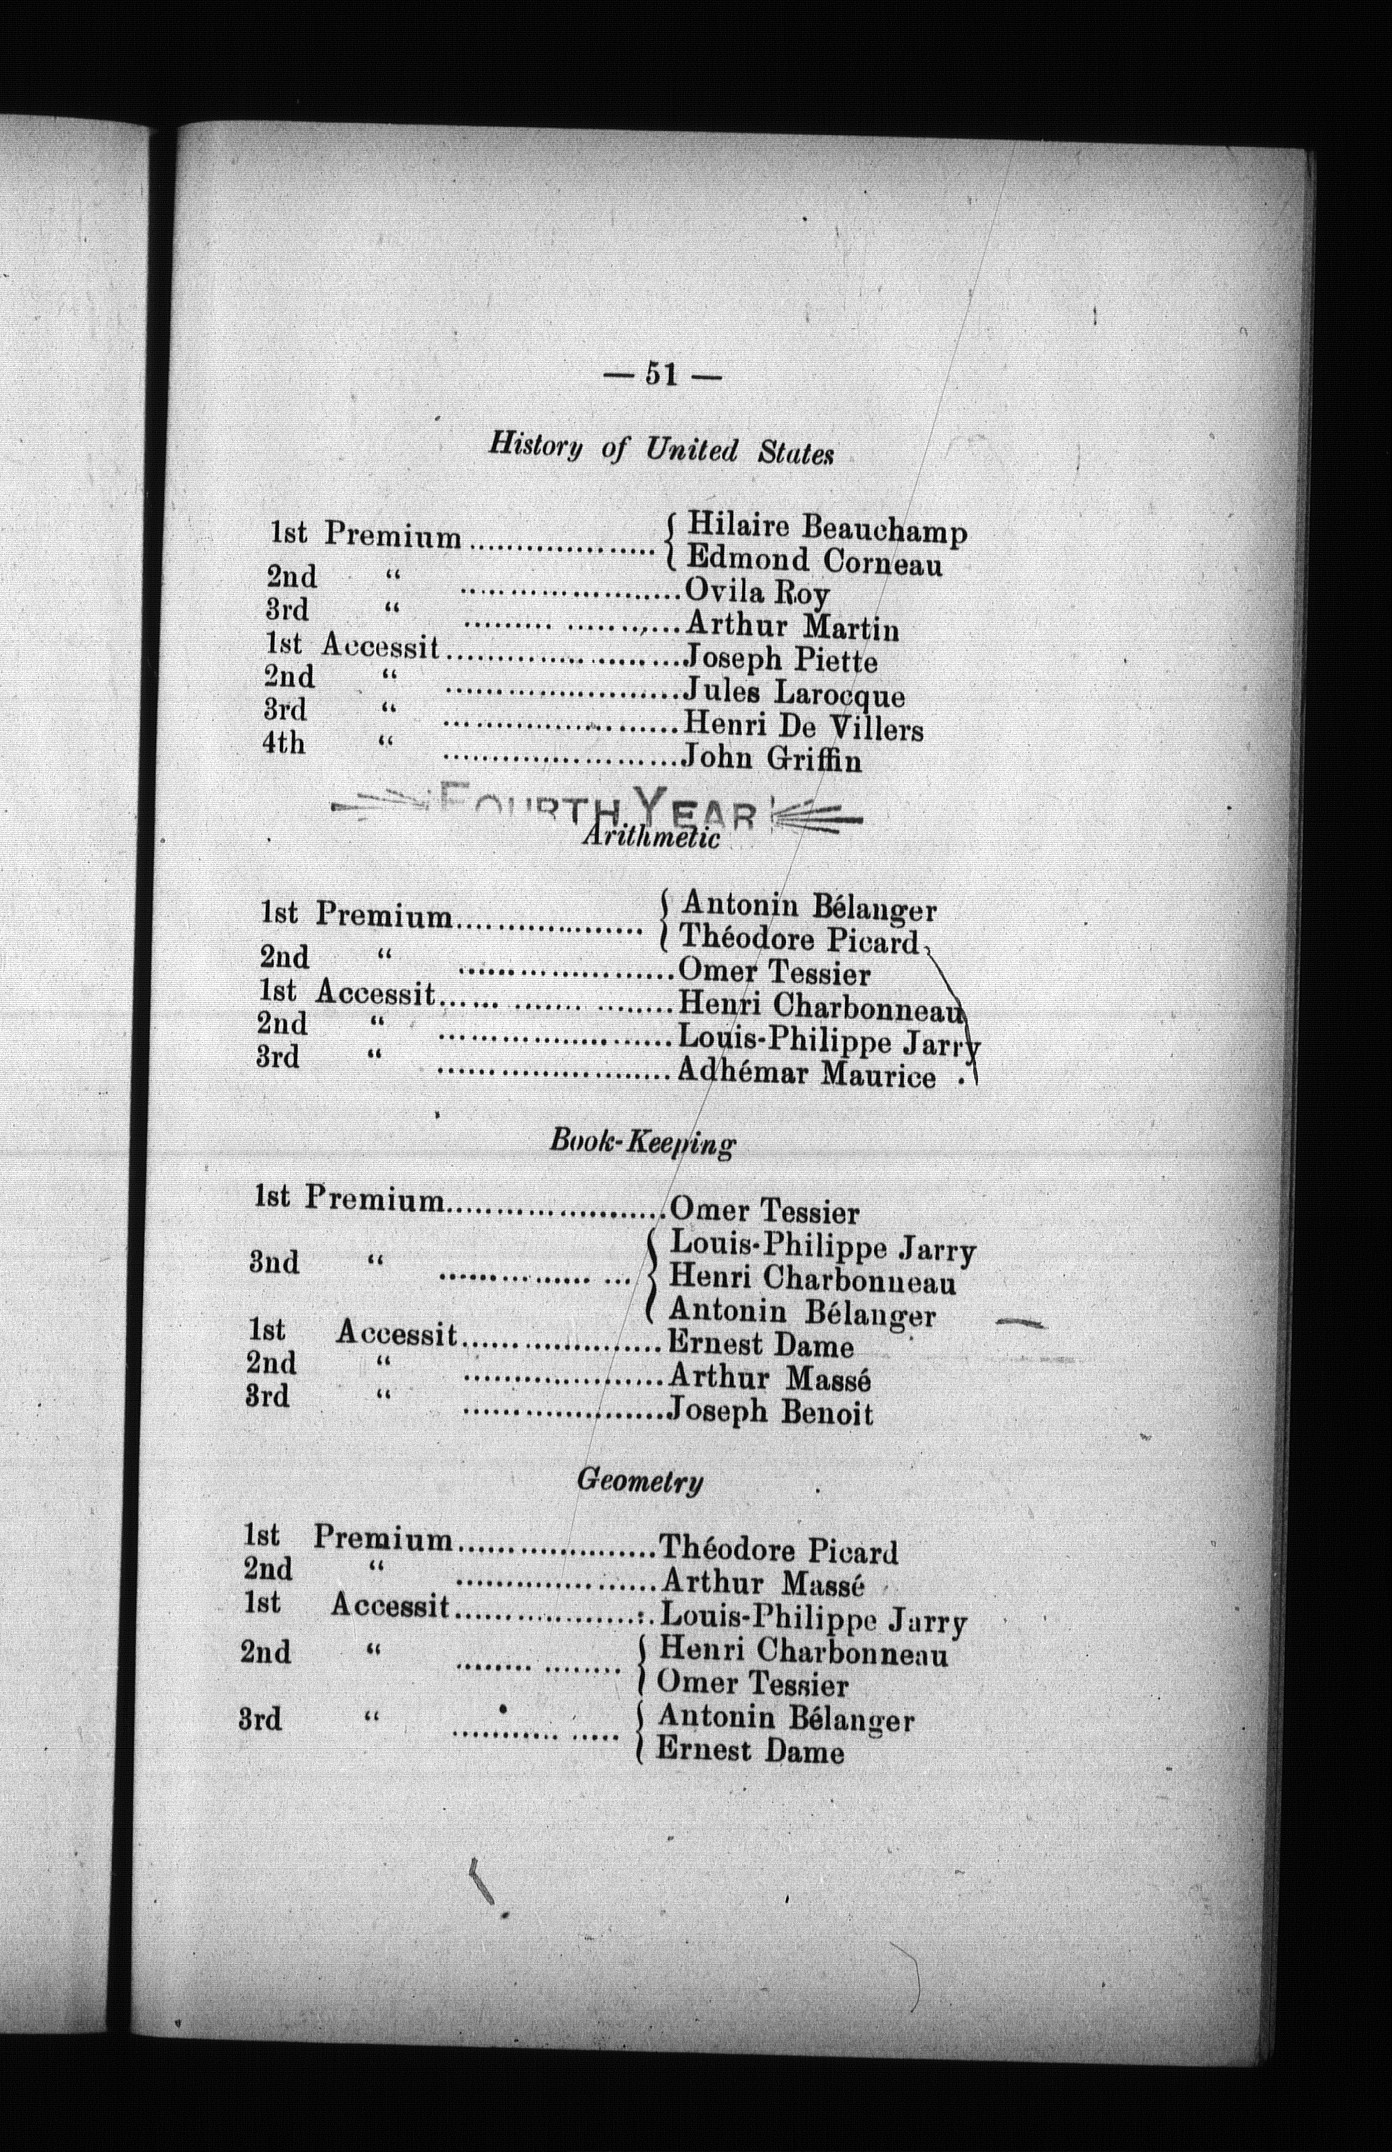 — 51 —
History of United States
1st Premium.................... { Hilaire Beauchamp
{ Edmond Corneau
2nd “ ......................Ovila Roy
3rd “ ......................Arthur Martin
1st Accessit......................Joseph Piette
2nd “ ......................Jules Larocque
3rd “ ......................Henri De Villers
4th “ ......................John Griffin
FOURTH YEAR
Arithmetic
1st Premium.................... { Antonin Bélanger
{ Théodore Picard
2nd “ ......................Omer Tessier
1st Accessit......................Henri Charbonneau
2nd “ ......................Louis-Philippe Jarry
3rd “ ......................Adhémar Maurice
Book-Keeping
1st Premium......................Omer Tessier
{ Louis-Philippe Jarry
3nd “ .................... { Henri Charbonneau
{ Antonin Bélanger
1st Accessit....................Ernest Dame
2nd “ ....................Arthur Massé
3rd “ ....................Joseph Benoit
Geometry
1st Premium....................Théodore Picard
2nd “ ....................Arthur Massé
1st Accessit....................Louis-Philippe Jarry
2nd “ ................ { Henri Charbonneau
{ Omer Tessier
3rd “ ................ { Antonin Bélanger
{ Ernest Dame